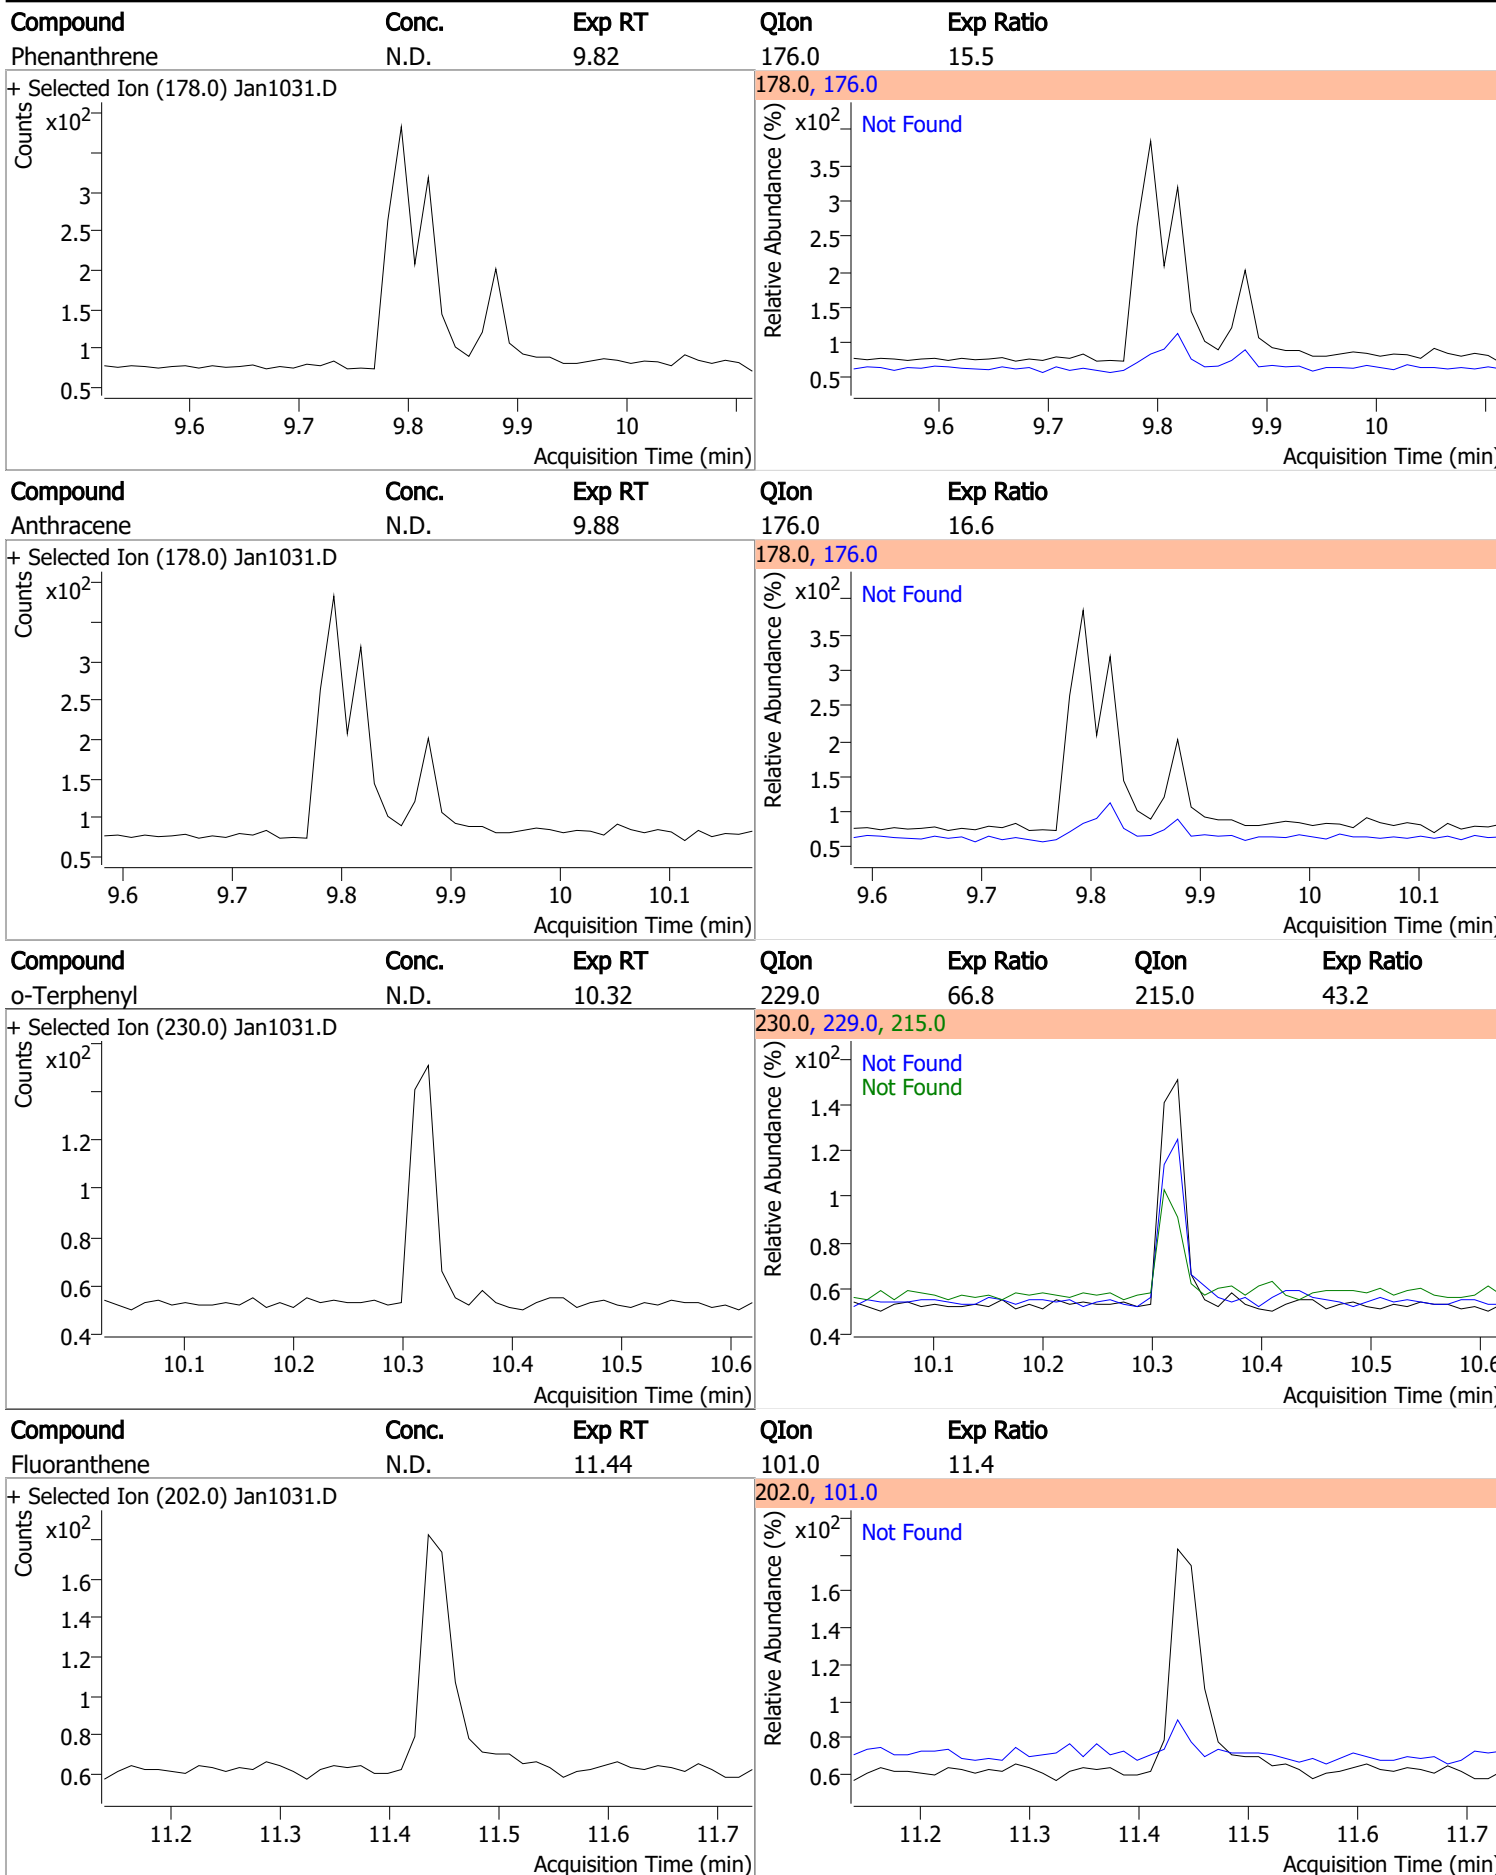 Compound Conc. Exp RT QIon Exp Ratio
Phenanthrene N.D. 9.82 176.0 15.5
+ Selected Ion (178.0) Jan1031.D
Counts
x102
3
2.5
2
1.5
1
0.5
9.6 9.7 9.8 9.9 10
Acquisition Time (min)
178.0, 176.0
Relative Abundance (%)
x102
Not Found
3.5
3
2.5
2
1.5
1
0.5
9.6 9.7 9.8 9.9 10
Acquisition Time (min)
Compound Conc. Exp RT QIon Exp Ratio
Anthracene N.D. 9.88 176.0 16.6
+ Selected Ion (178.0) Jan1031.D
Counts
x102
3
2.5
2
1.5
1
0.5
9.6 9.7 9.8 9.9 10 10.1
Acquisition Time (min)
178.0, 176.0
Relative Abundance (%)
x102
Not Found
3.5
3
2.5
2
1.5
1
0.5
9.6 9.7 9.8 9.9 10 10.1
Acquisition Time (min)
Compound Conc. Exp RT QIon Exp Ratio QIon Exp Ratio
o-Terphenyl N.D. 10.32 229.0 66.8 215.0 43.2
+ Selected Ion (230.0) Jan1031.D
Counts
x102
1.2
1
0.8
0.6
0.4
10.1 10.2 10.3 10.4 10.5 10.6
Acquisition Time (min)
230.0, 229.0, 215.0
Relative Abundance (%)
x102
Not Found
Not Found
1.4
1.2
1
0.8
0.6
0.4
10.1 10.2 10.3 10.4 10.5 10.6
Acquisition Time (min)
Compound Conc. Exp RT QIon Exp Ratio
Fluoranthene N.D. 11.44 101.0 11.4
+ Selected Ion (202.0) Jan1031.D
Counts
x102
1.6
1.4
1.2
1
0.8
0.6
11.2 11.3 11.4 11.5 11.6 11.7
Acquisition Time (min)
202.0, 101.0
Relative Abundance (%)
x102
Not Found
1.6
1.4
1.2
1
0.8
0.6
11.2 11.3 11.4 11.5 11.6 11.7
Acquisition Time (min)